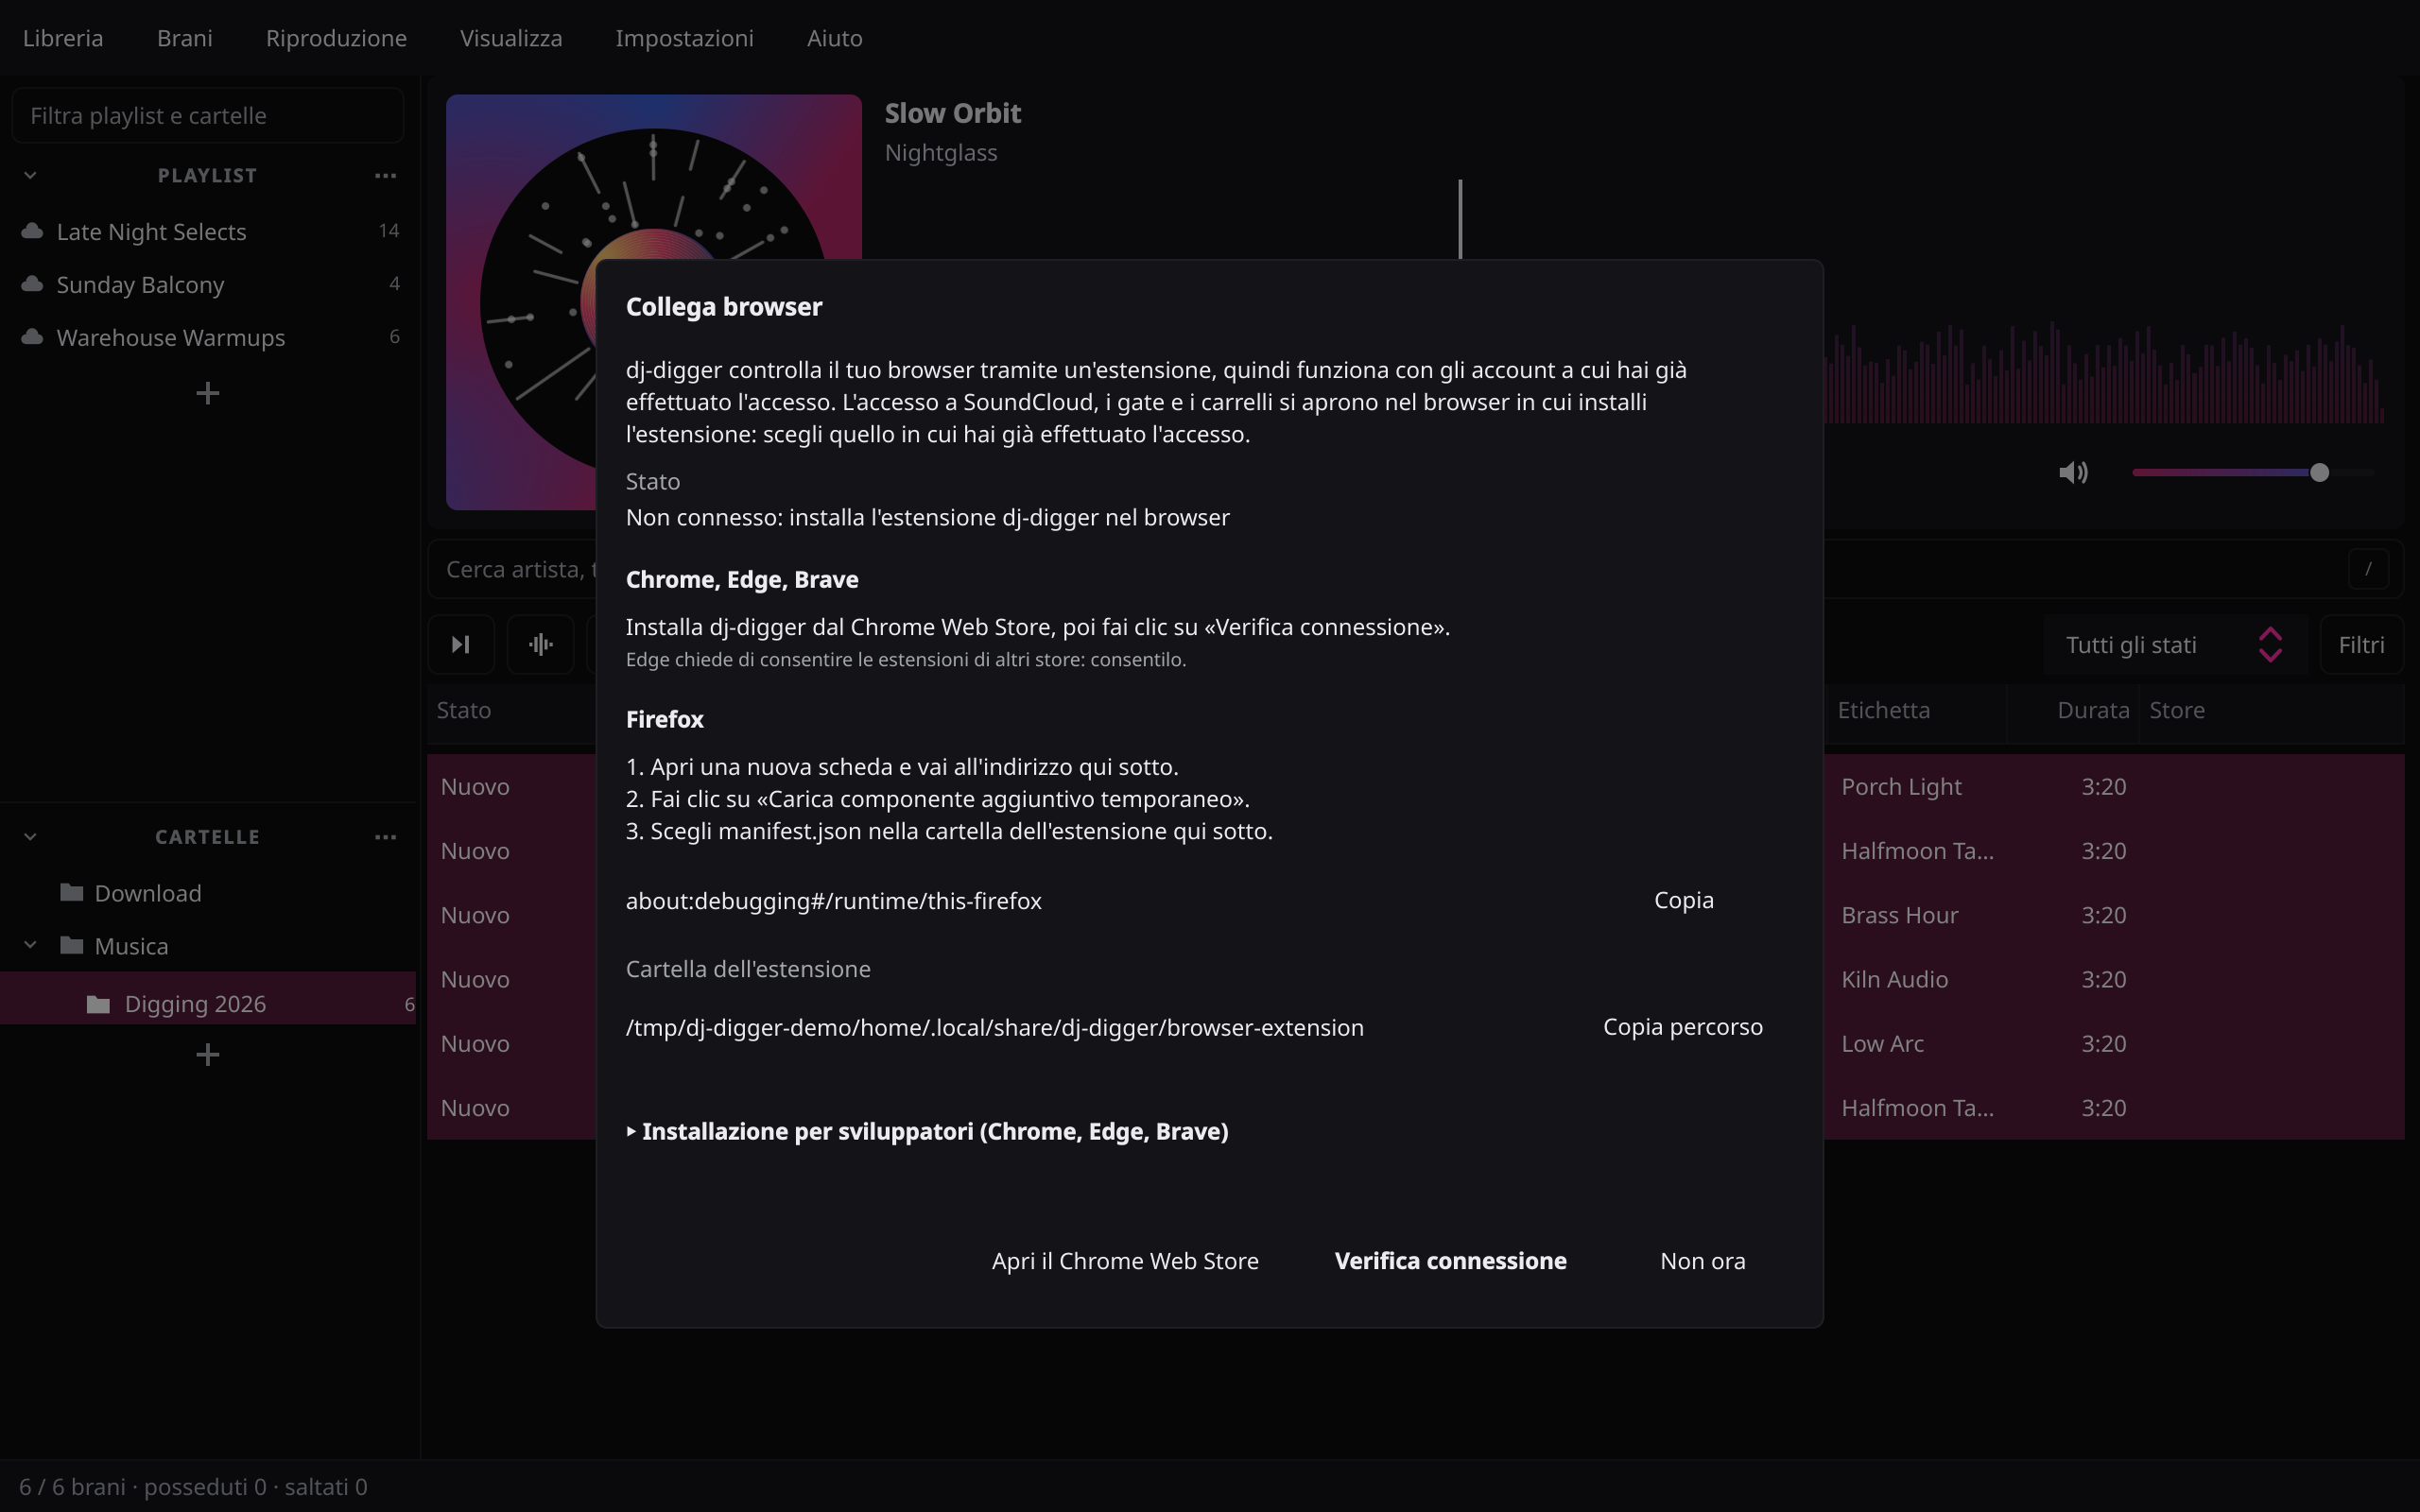 Libreria
Brani
Riproduzione
Visualizza
Impostazioni
Aiuto
Filtra playlist e cartelle
PLAYLIST
Late Night Selects 14
Sunday Balcony 4
Warehouse Warmups 6
CARTELLE
Download
Musica
Digging 2026 6
Slow Orbit
Nightglass
Cerca artista,
/
Tutti gli stati
Filtri
Stato
Etichetta
Durata
Store
Nuovo
Porch Light 3:20
Nuovo
Halfmoon Ta... 3:20
Nuovo
Brass Hour 3:20
Nuovo
Kiln Audio 3:20
Nuovo
Low Arc 3:20
Nuovo
Halfmoon Ta... 3:20
Collega browser
dj-digger controlla il tuo browser tramite un'estensione, quindi funziona con gli account a cui hai già
effettuato l'accesso. L'accesso a SoundCloud, i gate e i carrelli si aprono nel browser in cui installi
l'estensione: scegli quello in cui hai già effettuato l'accesso.
Stato
Non connesso: installa l'estensione dj-digger nel browser
Chrome, Edge, Brave
Installa dj-digger dal Chrome Web Store, poi fai clic su «Verifica connessione».
Edge chiede di consentire le estensioni di altri store: consentilo.
Firefox
1. Apri una nuova scheda e vai all'indirizzo qui sotto.
2. Fai clic su «Carica componente aggiuntivo temporaneo».
3. Scegli manifest.json nella cartella dell'estensione qui sotto.
about:debugging#/runtime/this-firefox
Copia
Cartella dell'estensione
/tmp/dj-digger-demo/home/.local/share/dj-digger/browser-extension
Copia percorso
Installazione per sviluppatori (Chrome, Edge, Brave)
Apri il Chrome Web Store
Verifica connessione
Non ora
6 / 6 brani · posseduti 0 · saltati 0